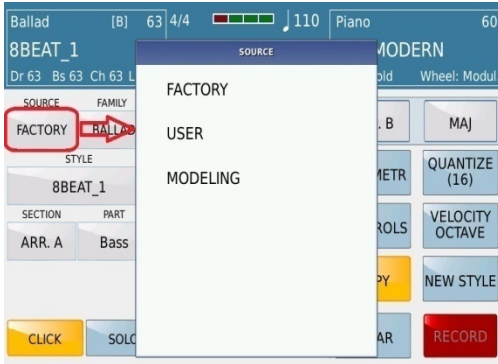 Ballad [B] 63 4/4 110 Piano 60
8BEAT_1 MODERN
Dr 63 Bs 63 Ch 63 L old Wheel: Modul
SOURCE
FACTORY
USER
MODELING
SOURCE FAMILY
FACTORY BALLAD
STYLE
8BEAT_1
SECTION PART
ARR. A Bass
CLICK SOLO
. B MAJ
METR QUANTIZE
(16)
ROLS VELOCITY
OCTAVE
PY NEW STYLE
AR RECORD